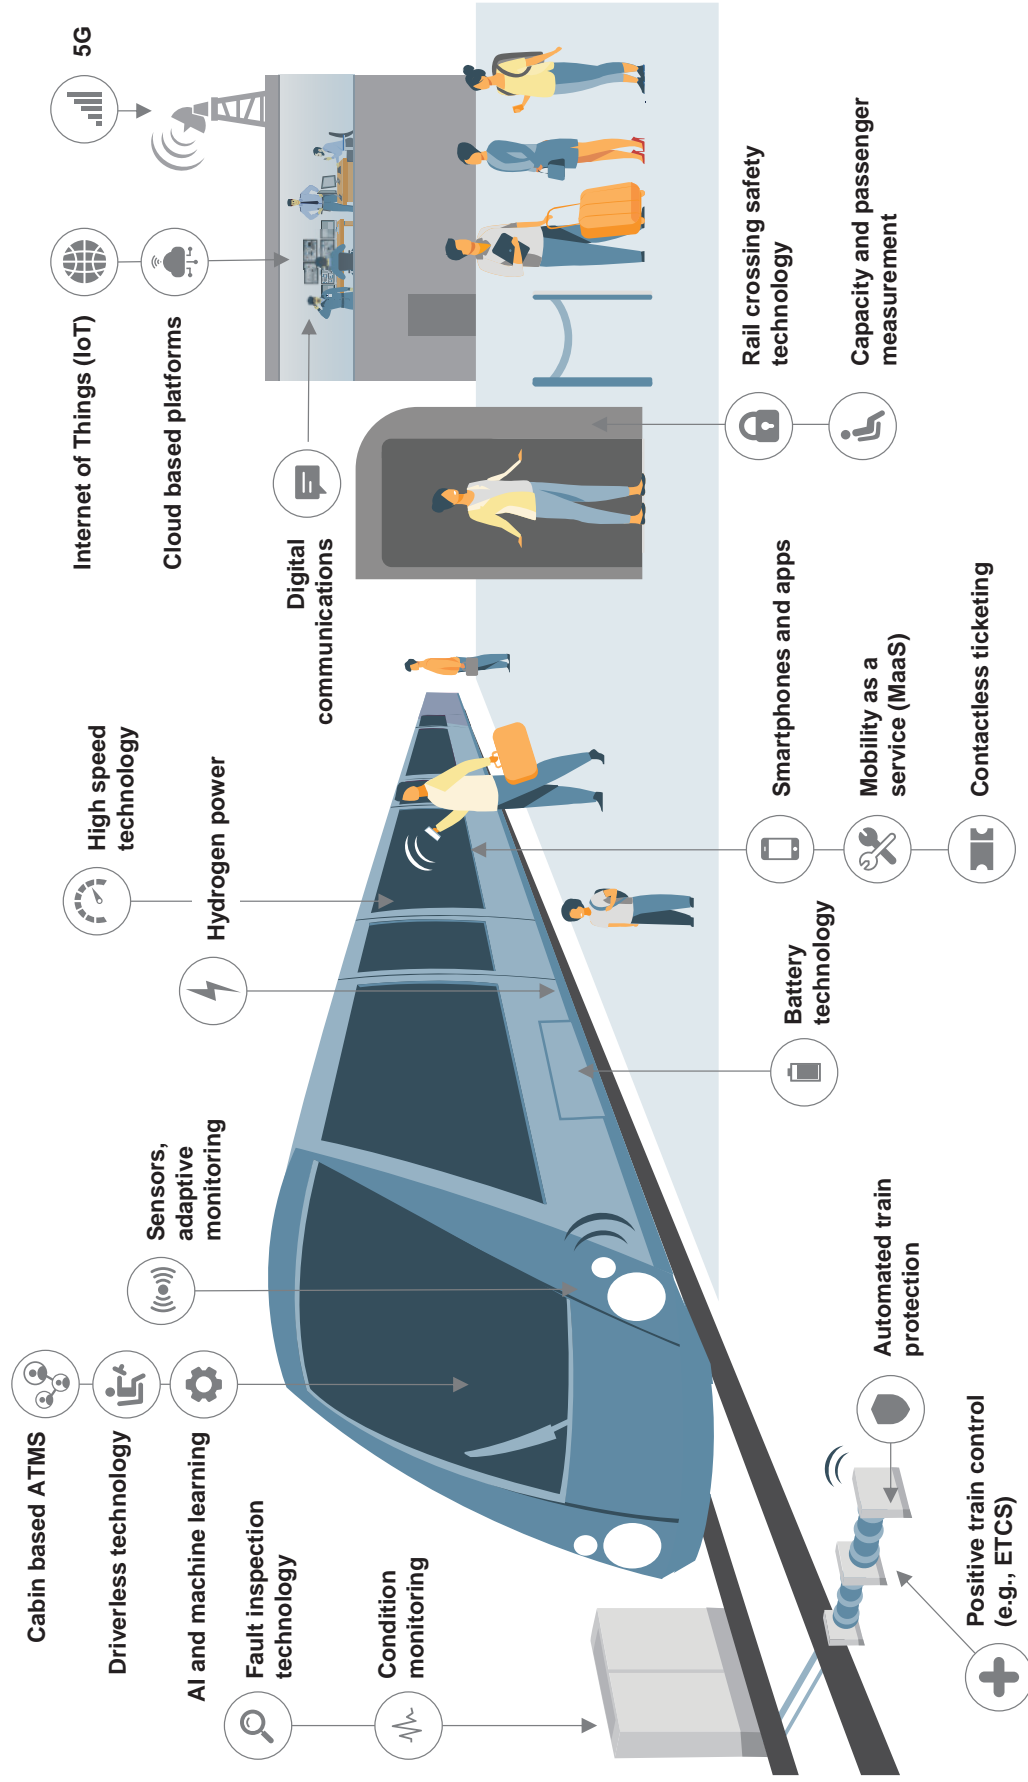 Cabin based ATMS
Driverless technology
AI and machine learning
Fault inspection
technology
Condition
monitoring
Sensors,
adaptive
monitoring
High speed
technology
Hydrogen power
Internet of Things (IoT)
Cloud based platforms
5G
Digital
communications
Positive train control
(e.g., ETCS)
Automated train
protection
Battery
technology
Smartphones and apps
Mobility as a
service (MaaS)
Contactless ticketing
Rail crossing safety
technology
Capacity and passenger
measurement